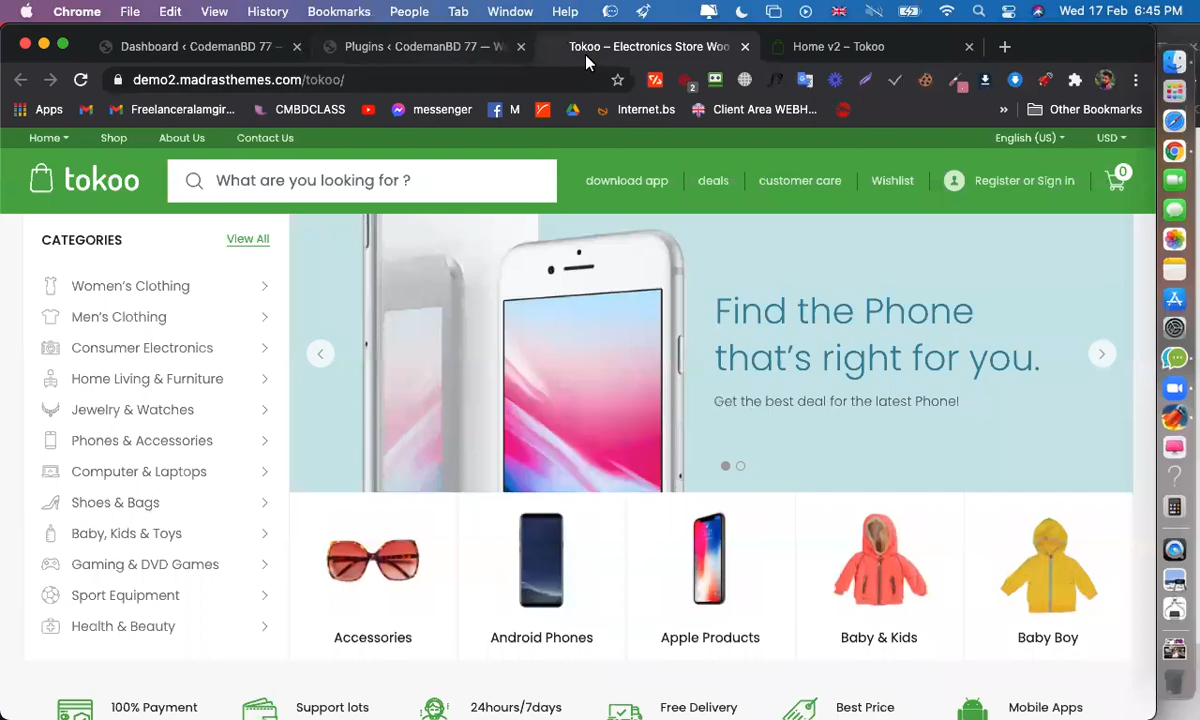 Chrome File Edit View History Bookmarks People Tab Window Help Wed 17 Feb 6:45 PM
Dashboard ‹ CodemanBD 77 – Plugins ‹ CodemanBD 77 — W Tokoo – Electronics Store Woo Home v2 – Tokoo
demo2.madrasthemes.com/tokoo/ 2
Apps Freelanceralamgir... CMBDCLASS messenger M Internet.bs Client Area WEBH... » Other Bookmarks
Home Shop About Us Contact Us English (US) USD
tokoo What are you looking for ? download app deals customer care Wishlist Register or Sign in 0
CATEGORIES View All
Women's Clothing
Men's Clothing
Consumer Electronics
Home Living & Furniture
Jewelry & Watches
Phones & Accessories
Computer & Laptops
Shoes & Bags
Baby, Kids & Toys
Gaming & DVD Games
Sport Equipment
Health & Beauty
Find the Phone
that's right for you.
Get the best deal for the latest Phone!
Accessories Android Phones Apple Products Baby & Kids Baby Boy
100% Payment Support lots 24hours/7days Free Delivery Best Price Mobile Apps